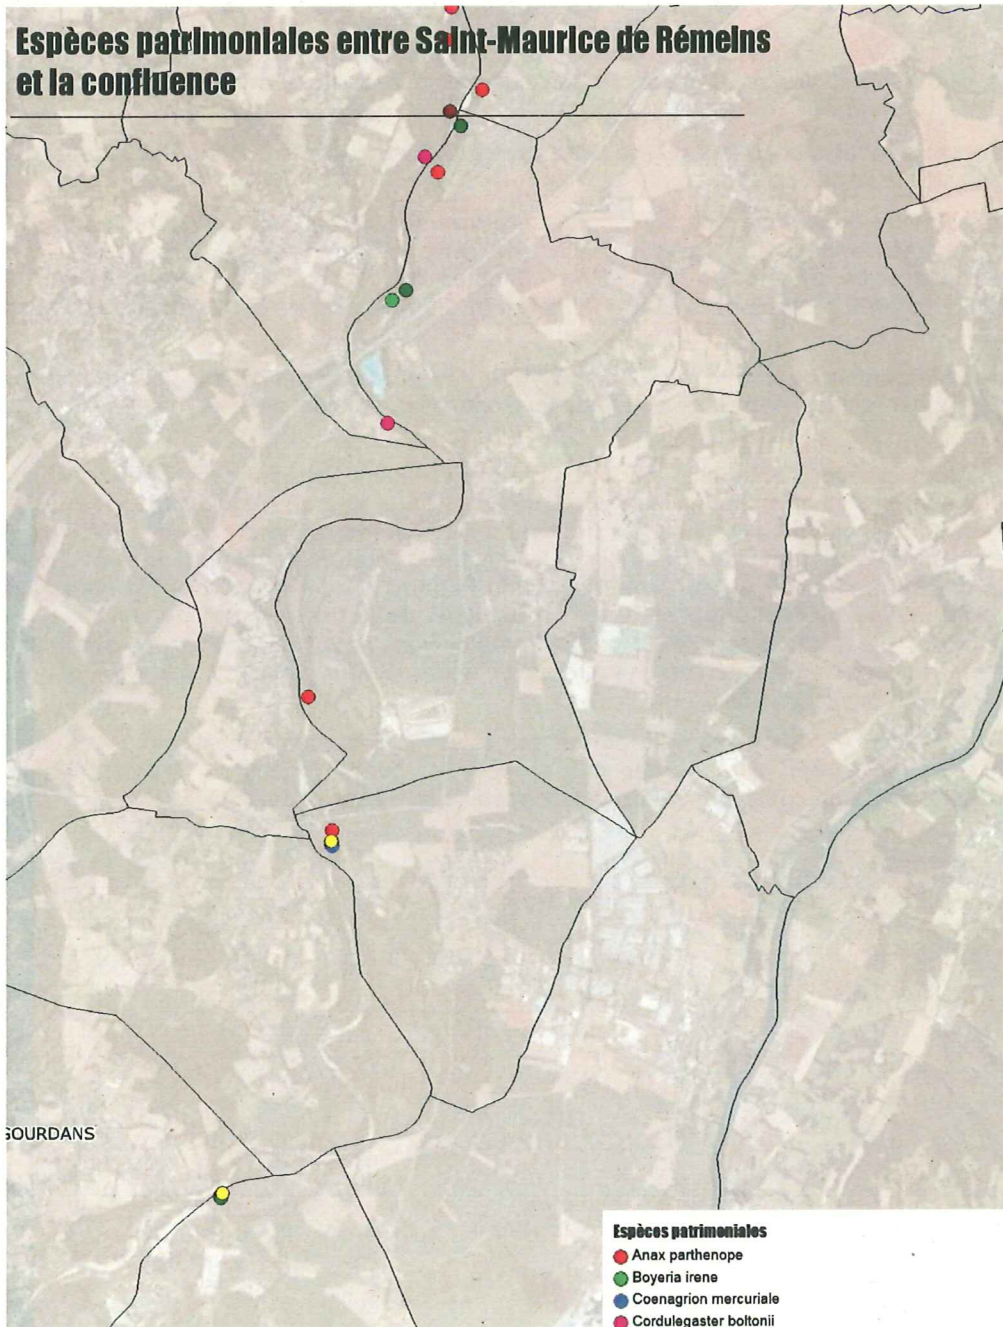 Espèces patrimoniales entre Saint-Maurice de Rémeins
et la confluence
SOURDANS
Espèces patrimoniales
Anax parthenope
Boyeria irene
Coenagrion mercuriale
Cordulegaster boltonii